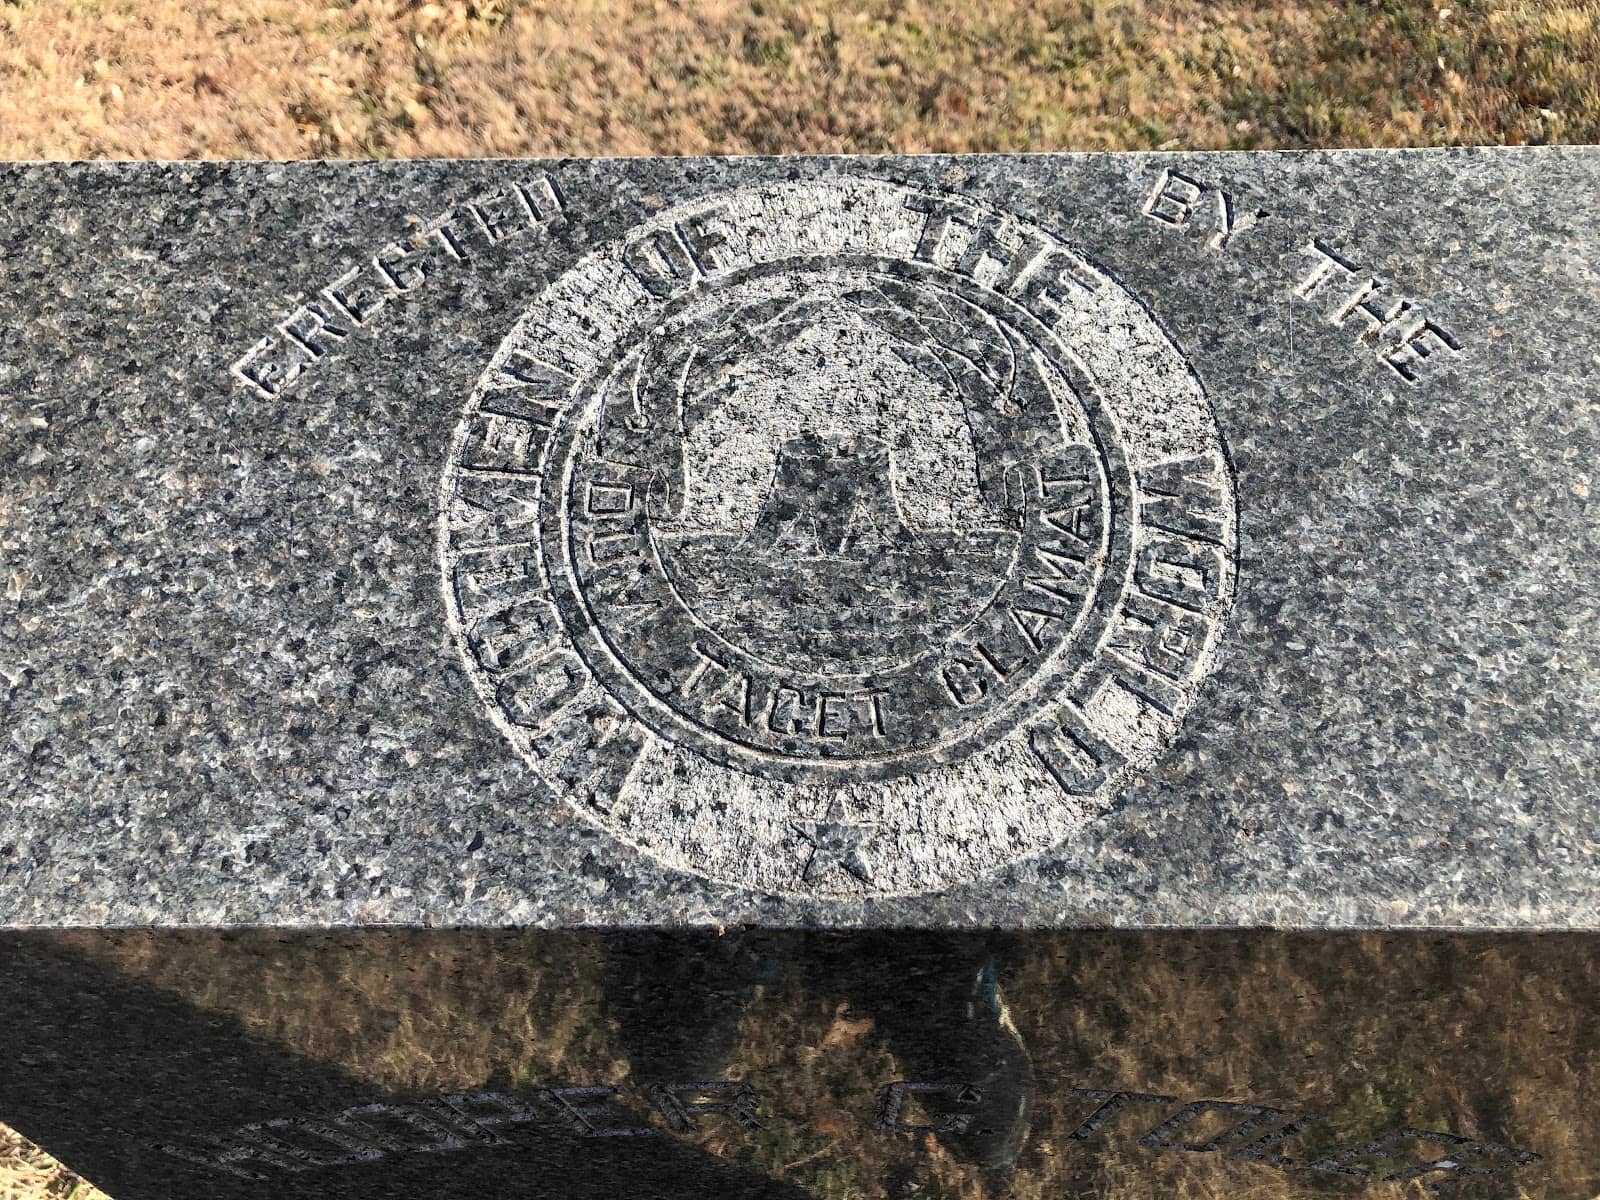 ERECTED BY THE
WOODMEN OF THE WORLD
DUM TACET CLAMAT